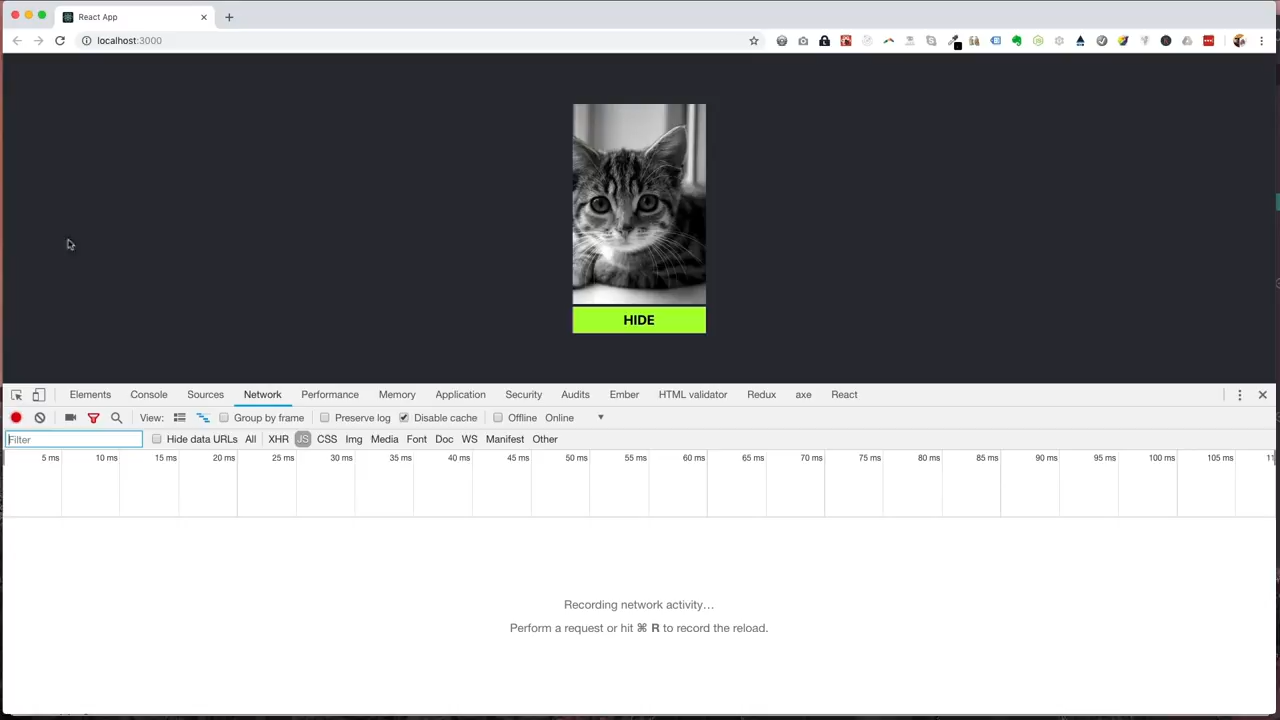 React App
localhost:3000
HIDE
Elements Console Sources Network Performance Memory Application Security Audits Ember HTML validator Redux axe React
View: Group by frame Preserve log Disable cache Offline Online
Filter Hide data URLs All XHR JS CSS Img Media Font Doc WS Manifest Other
5 ms 10 ms 15 ms 20 ms 25 ms 30 ms 35 ms 40 ms 45 ms 50 ms 55 ms 60 ms 65 ms 70 ms 75 ms 80 ms 85 ms 90 ms 95 ms 100 ms 105 ms 11
Recording network activity…
Perform a request or hit ⌘ R to record the reload.